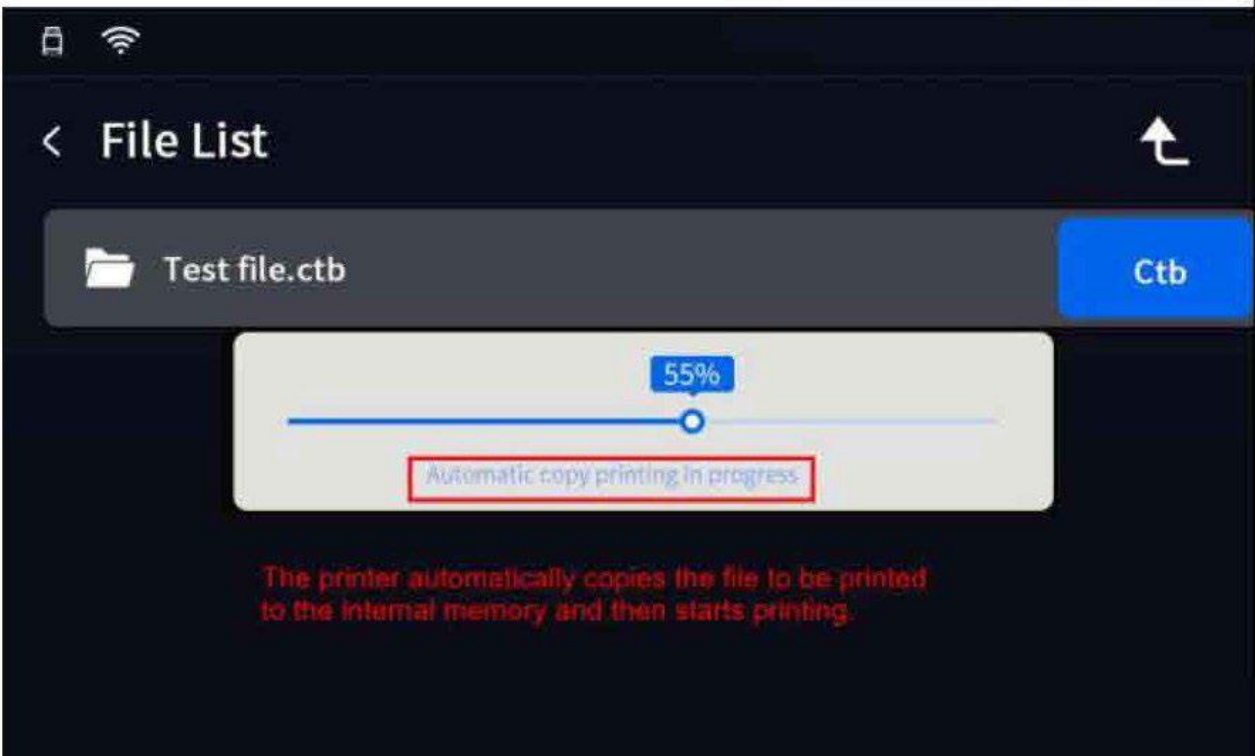 File List
Test file.ctb
Ctb
55%
Automatic copy printing in progress
The printer automatically copies the file to be printed
to the internal memory and then starts printing.